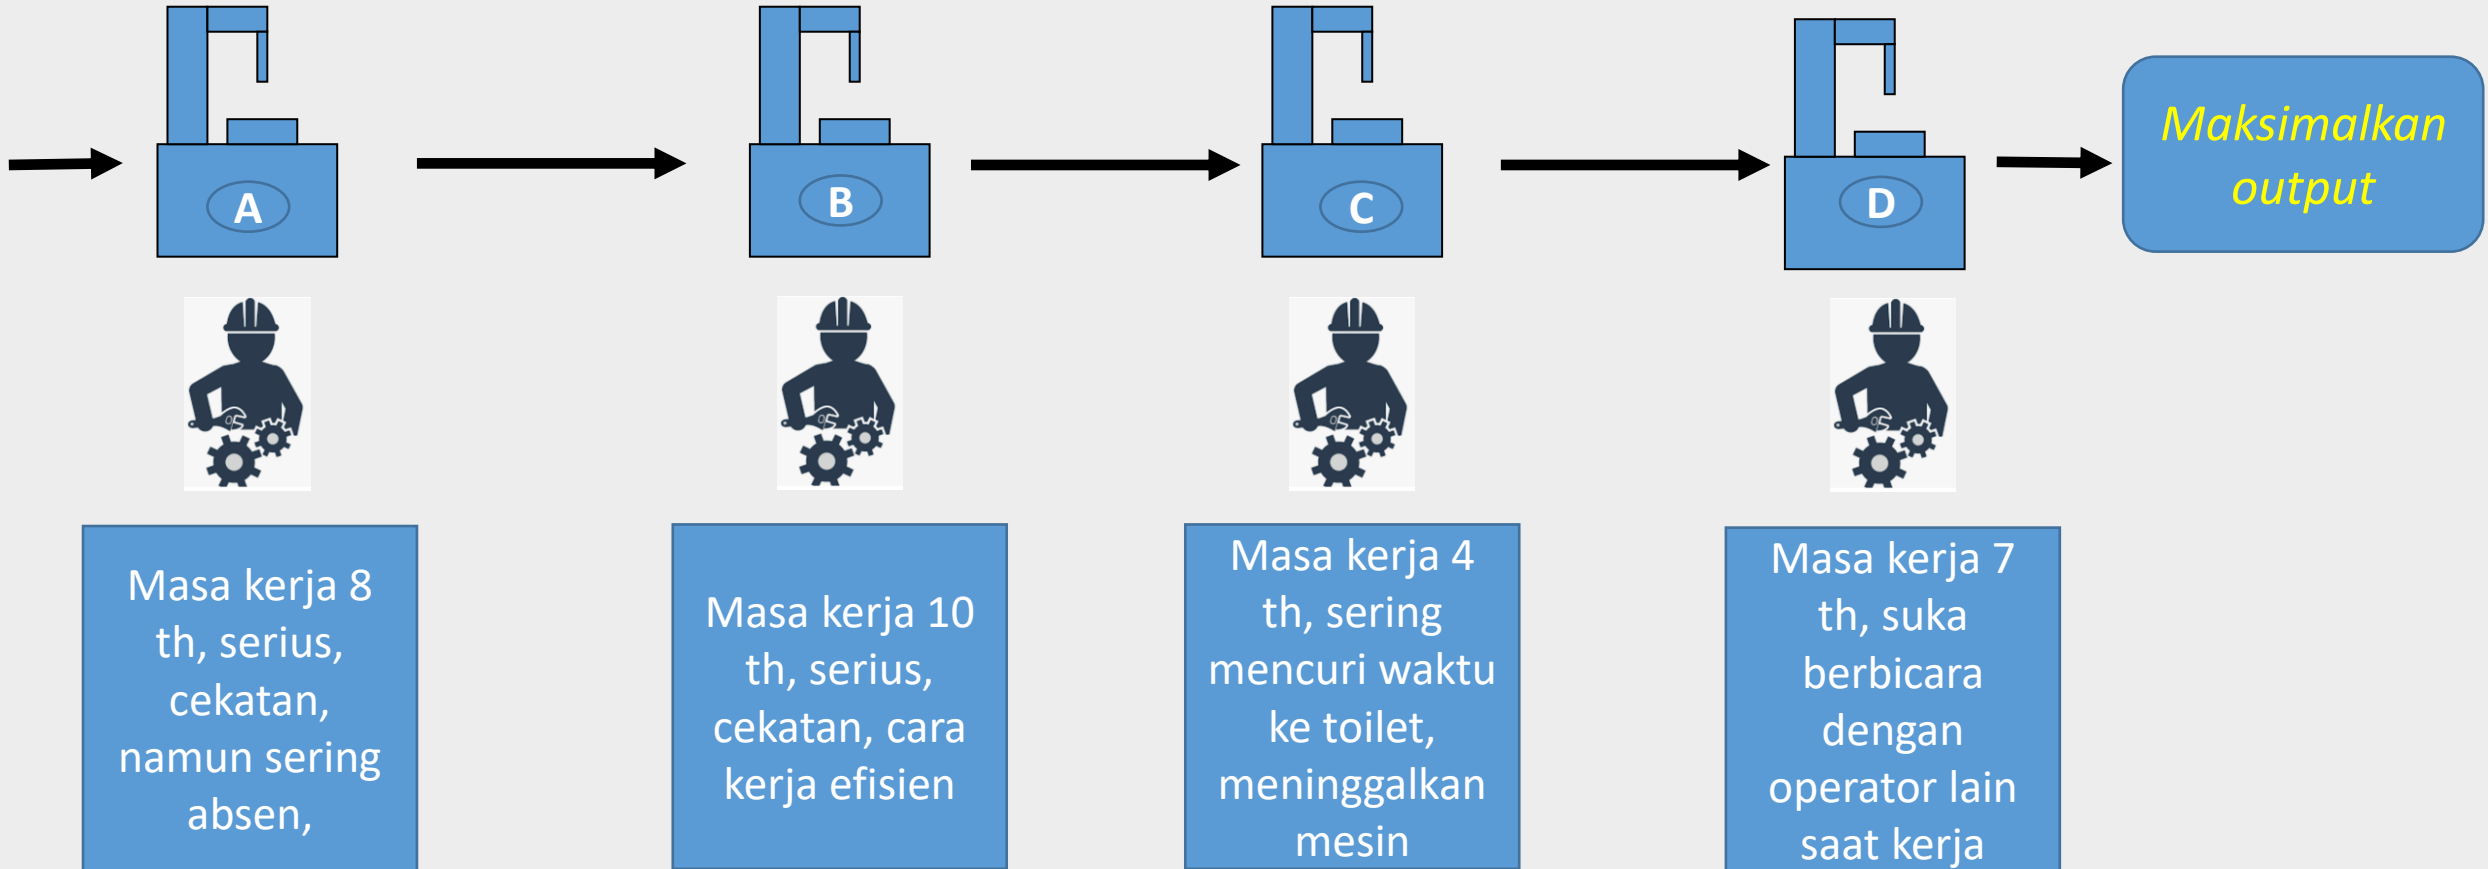 A
B
C
D
Maksimalkan
output
Masa kerja 8
th, serius,
cekatan,
namun sering
absen,
Masa kerja 10
th, serius,
cekatan, cara
kerja efisien
Masa kerja 4
th, sering
mencuri waktu
ke toilet,
meninggalkan
mesin
Masa kerja 7
th, suka
berbicara
dengan
operator lain
saat kerja